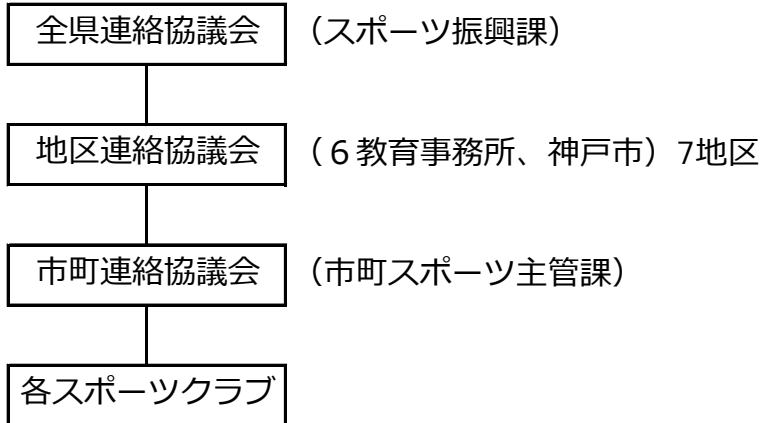 全県連絡協議会 （スポーツ振興課）
地区連絡協議会 （６教育事務所、神戸市）7地区
市町連絡協議会 （市町スポーツ主管課）
各スポーツクラブ